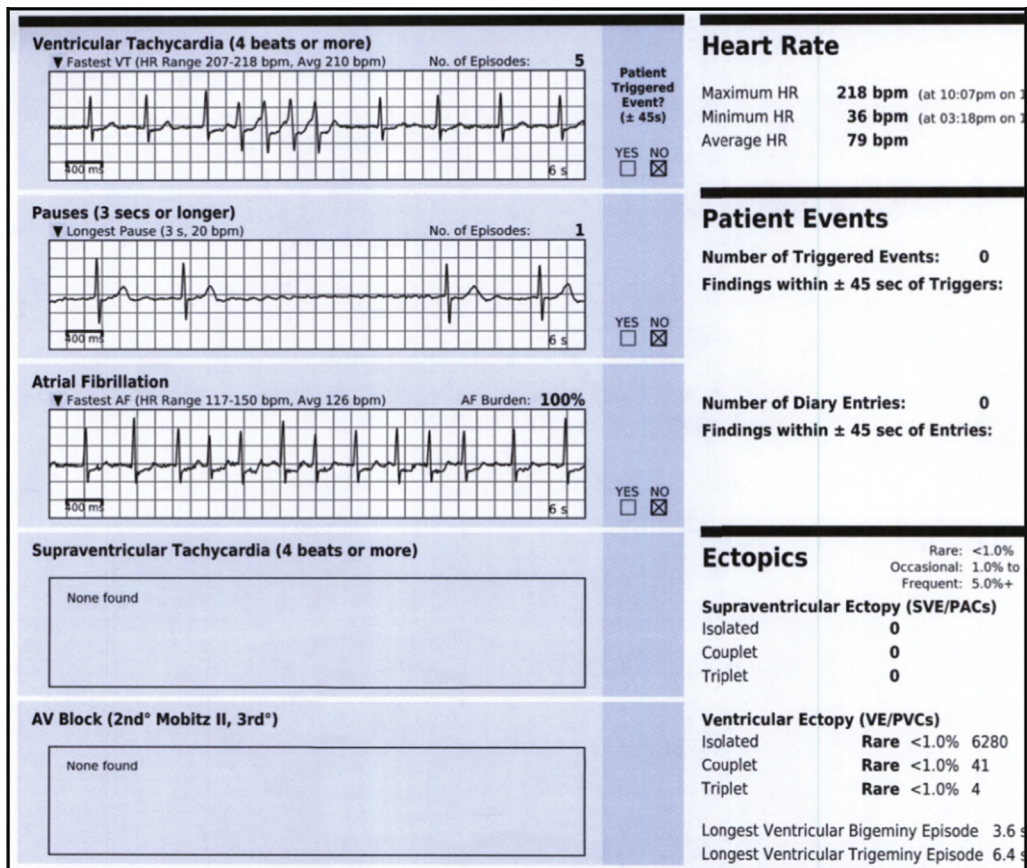 Ventricular Tachycardia (4 beats or more)
▼ Fastest VT (HR Range 207-218 bpm, Avg 210 bpm) No. of Episodes: 5
Patient
Triggered
Event?
(± 45s)
YES NO
400 ms 6 s
Pauses (3 secs or longer)
▼ Longest Pause (3 s, 20 bpm) No. of Episodes: 1
YES NO
400 ms 6 s
Atrial Fibrillation
▼ Fastest AF (HR Range 117-150 bpm, Avg 126 bpm) AF Burden: 100%
YES NO
400 ms 6 s
Supraventricular Tachycardia (4 beats or more)
None found
AV Block (2nd° Mobitz II, 3rd°)
None found
Heart Rate
Maximum HR 218 bpm (at 10:07pm on
Minimum HR 36 bpm (at 03:18pm on
Average HR 79 bpm
Patient Events
Number of Triggered Events: 0
Findings within ± 45 sec of Triggers:
Number of Diary Entries: 0
Findings within ± 45 sec of Entries:
Ectopics
Rare: <1.0%
Occasional: 1.0% to
Frequent: 5.0%+
Supraventricular Ectopy (SVE/PACs)
Isolated 0
Couplet 0
Triplet 0
Ventricular Ectopy (VE/PVCs)
Isolated Rare <1.0% 6280
Couplet Rare <1.0% 41
Triplet Rare <1.0% 4
Longest Ventricular Bigeminy Episode 3.6 s
Longest Ventricular Trigeminy Episode 6.4 s